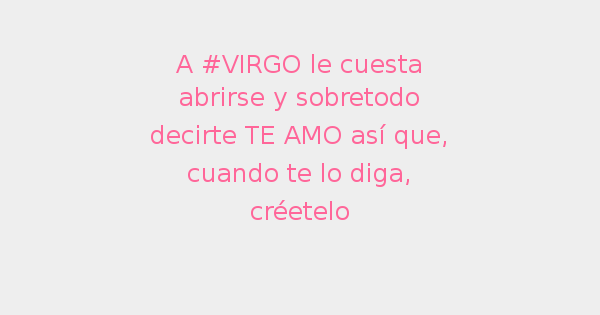 A #VIRGO le cuesta
abrirse y sobretodo
decirte TE AMO así que,
cuando te lo diga,
créetelo